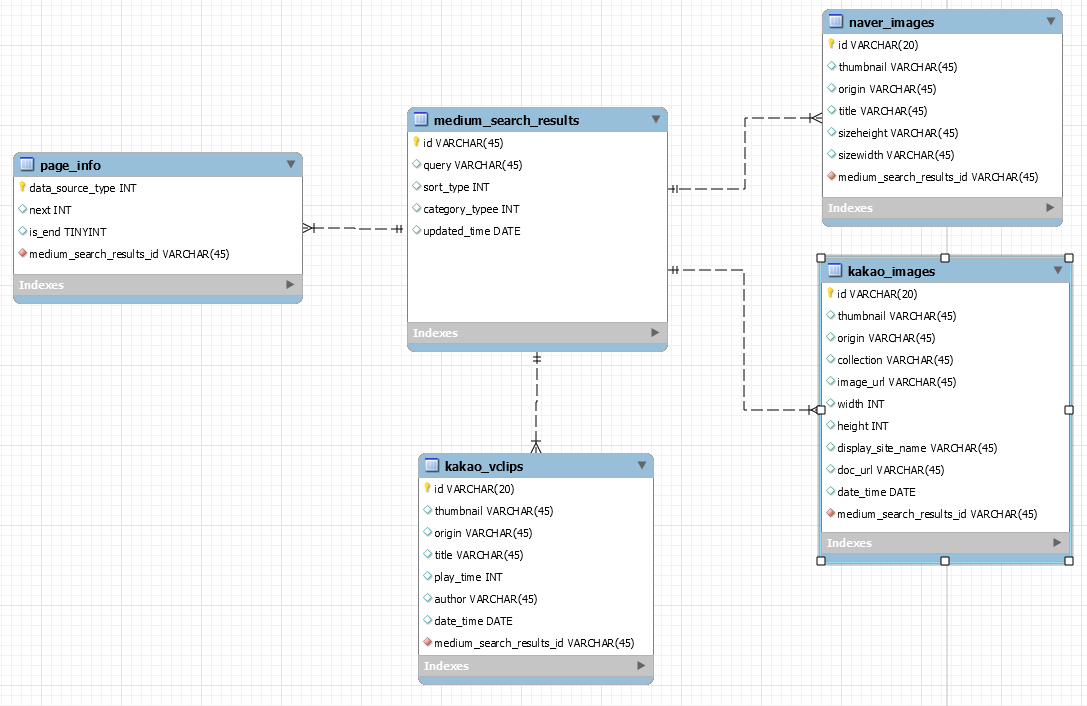 page_info
data_source_type INT
next INT
is_end TINYINT
medium_search_results_id VARCHAR(45)
Indexes
medium_search_results
id VARCHAR(45)
query VARCHAR(45)
sort_type INT
category_typee INT
updated_time DATE
Indexes
kakao_vclips
id VARCHAR(20)
thumbnail VARCHAR(45)
origin VARCHAR(45)
title VARCHAR(45)
play_time INT
author VARCHAR(45)
date_time DATE
medium_search_results_id VARCHAR(45)
Indexes
naver_images
id VARCHAR(20)
thumbnail VARCHAR(45)
origin VARCHAR(45)
title VARCHAR(45)
sizeheight VARCHAR(45)
sizewidth VARCHAR(45)
medium_search_results_id VARCHAR(45)
Indexes
kakao_images
id VARCHAR(20)
thumbnail VARCHAR(45)
origin VARCHAR(45)
collection VARCHAR(45)
image_url VARCHAR(45)
width INT
height INT
display_site_name VARCHAR(45)
doc_url VARCHAR(45)
date_time DATE
medium_search_results_id VARCHAR(45)
Indexes